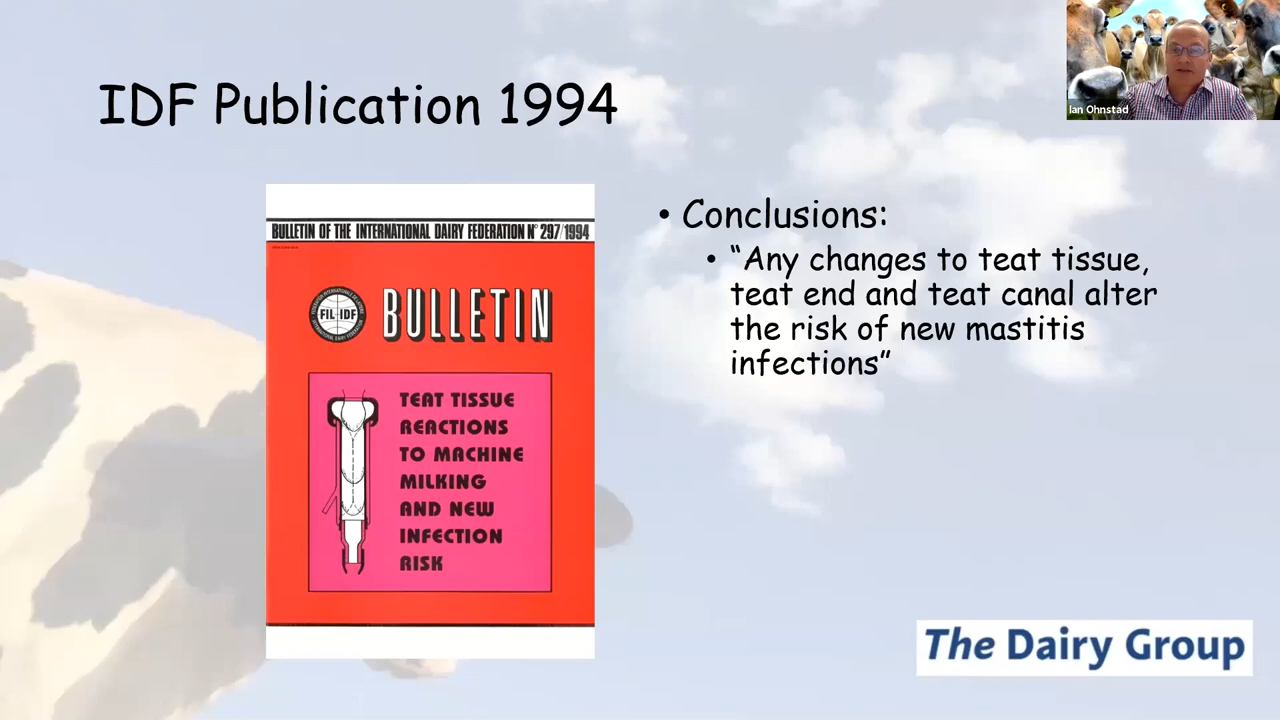 IDF Publication 1994
Ian Ohnstad
BULLETIN OF THE INTERNATIONAL DAIRY FEDERATION N° 297/1994
FIL-IDF
BULLETIN
TEAT TISSUE
REACTIONS
TO MACHINE
MILKING
AND NEW
INFECTION
RISK
• Conclusions:
• “Any changes to teat tissue,
teat end and teat canal alter
the risk of new mastitis
infections”
The Dairy Group